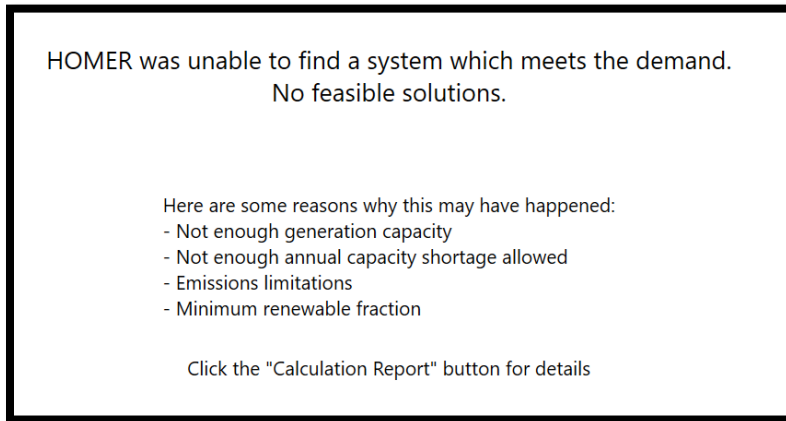 HOMER was unable to find a system which meets the demand.
No feasible solutions.
Here are some reasons why this may have happened:
- Not enough generation capacity
- Not enough annual capacity shortage allowed
- Emissions limitations
- Minimum renewable fraction
Click the "Calculation Report" button for details